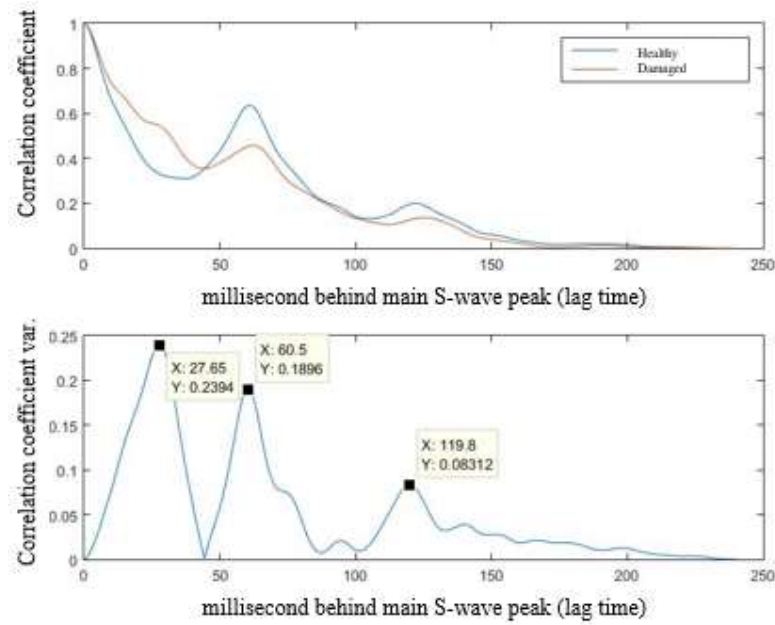 Correlation coefficient
1
0.8
0.6
0.4
0.2
0
Healthy
Damaged
0 50 100 150 200 250
millisecond behind main S-wave peak (lag time)
Correlation coefficient var.
0.25
0.2
0.15
0.1
0.05
0
X: 27.65
Y: 0.2394
X: 60.5
Y: 0.1896
X: 119.8
Y: 0.08312
0 50 100 150 200 250
millisecond behind main S-wave peak (lag time)